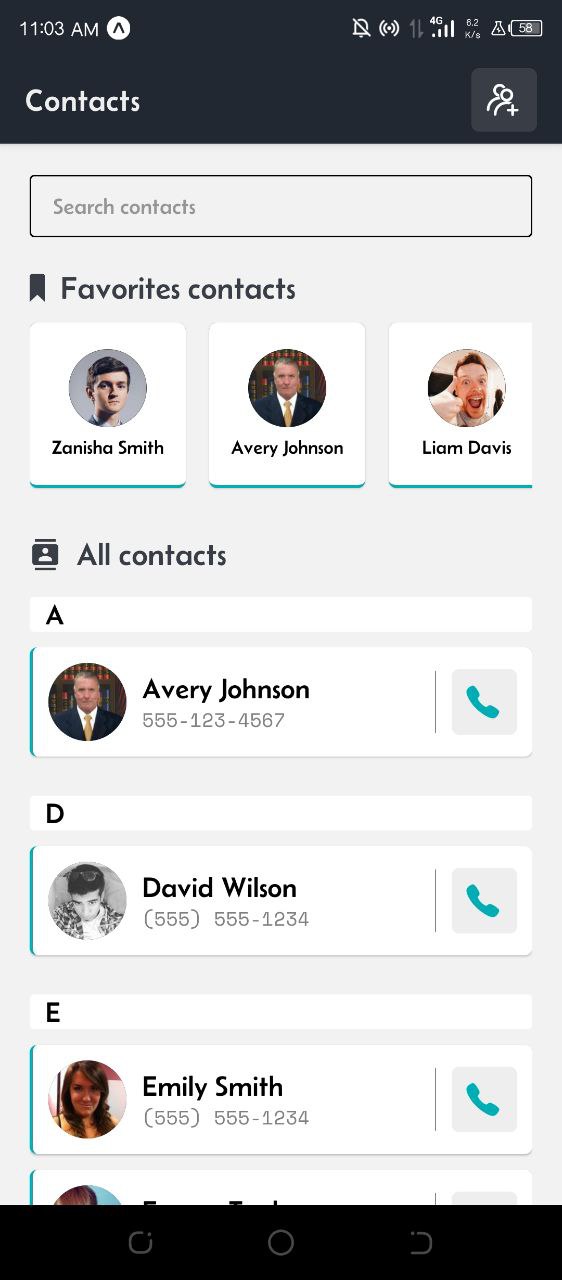 11:03 AM
4G
6.2
K/s
58
Contacts
Search contacts
Favorites contacts
Zanisha Smith
Avery Johnson
Liam Davis
All contacts
A
Avery Johnson
555-123-4567
D
David Wilson
(555) 555-1234
E
Emily Smith
(555) 555-1234